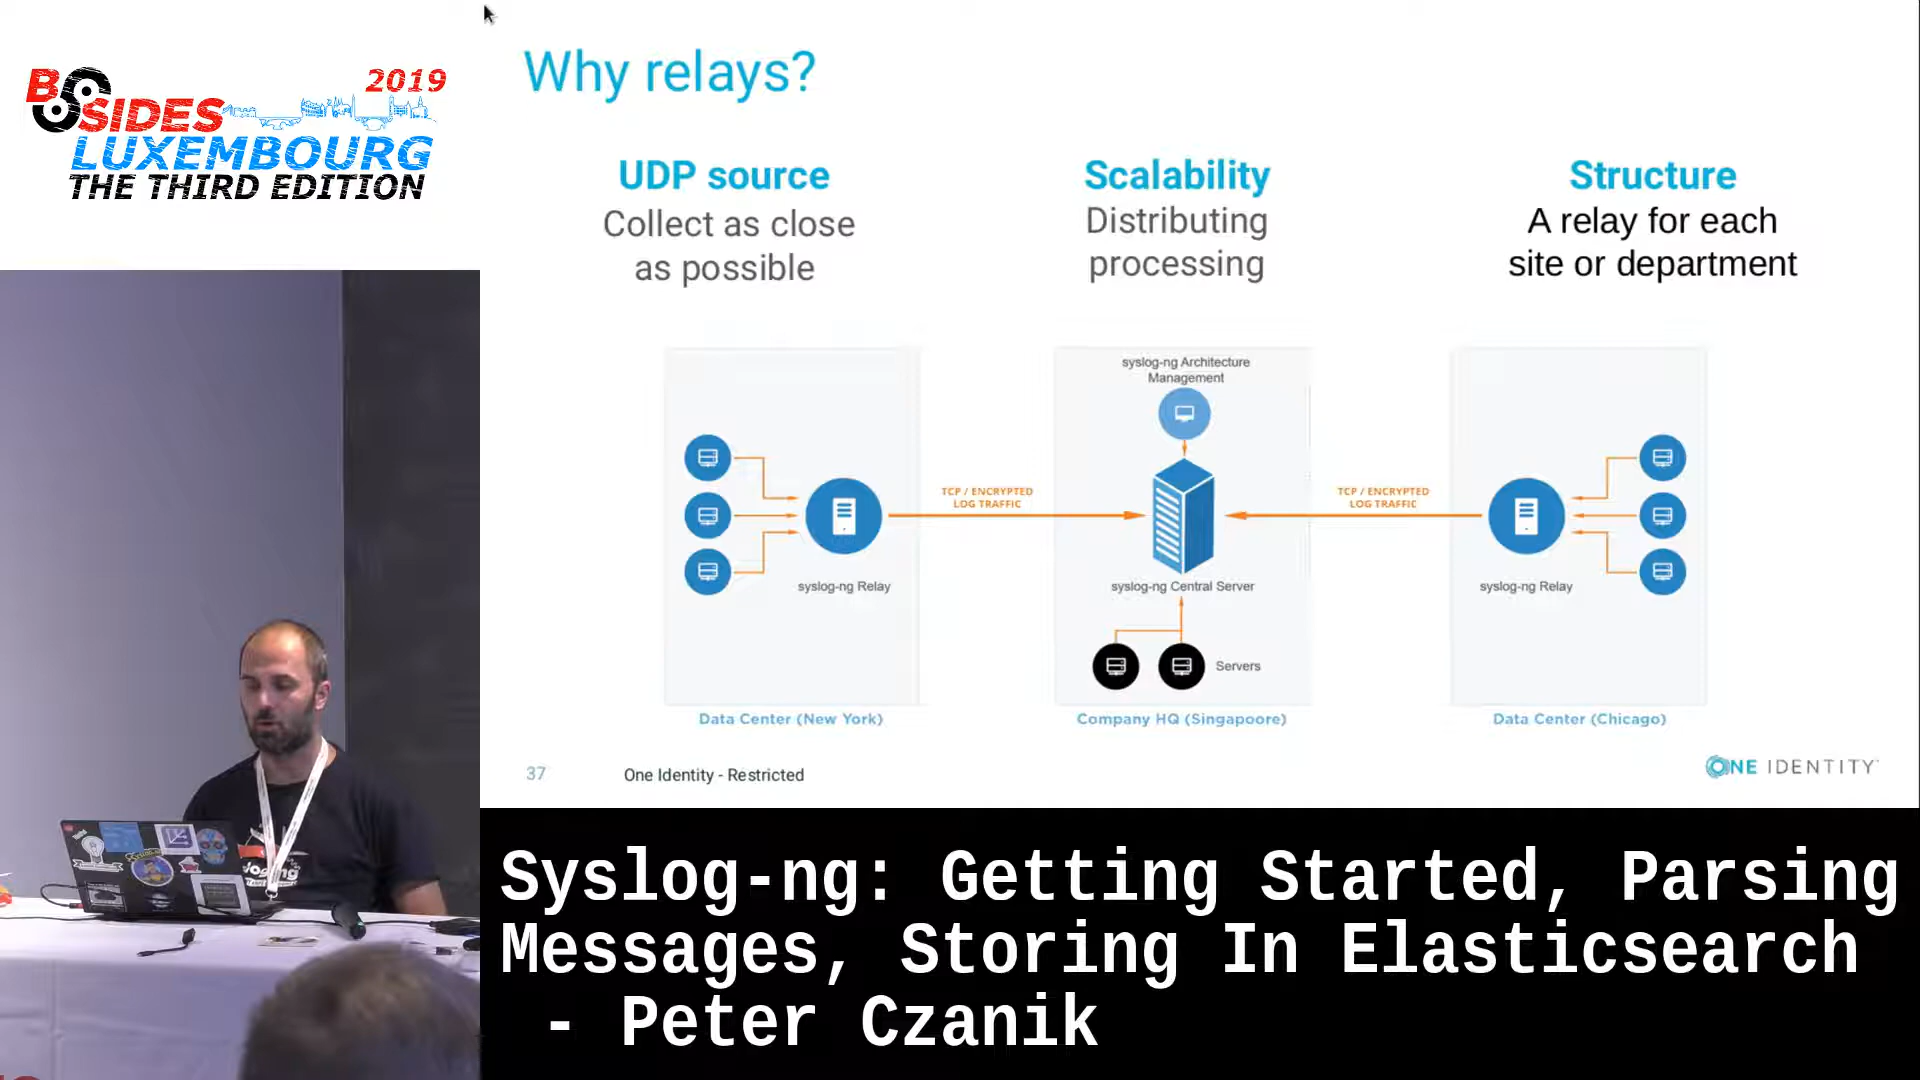 BSIDES 2019
LUXEMBOURG
THE THIRD EDITION
Why relays?
UDP source
Collect as close
as possible
Scalability
Distributing
processing
Structure
A relay for each
site or department
syslog-ng Architecture
Management
TCP / ENCRYPTED
LOG TRAFFIC
TCP / ENCRYPTED
LOG TRAFFIC
syslog-ng Relay
syslog-ng Central Server
syslog-ng Relay
Servers
Data Center (New York)
Company HQ (Singapoore)
Data Center (Chicago)
37
One Identity - Restricted
ONE IDENTITY
Syslog-ng: Getting Started, Parsing
Messages, Storing In Elasticsearch
- Peter Czanik